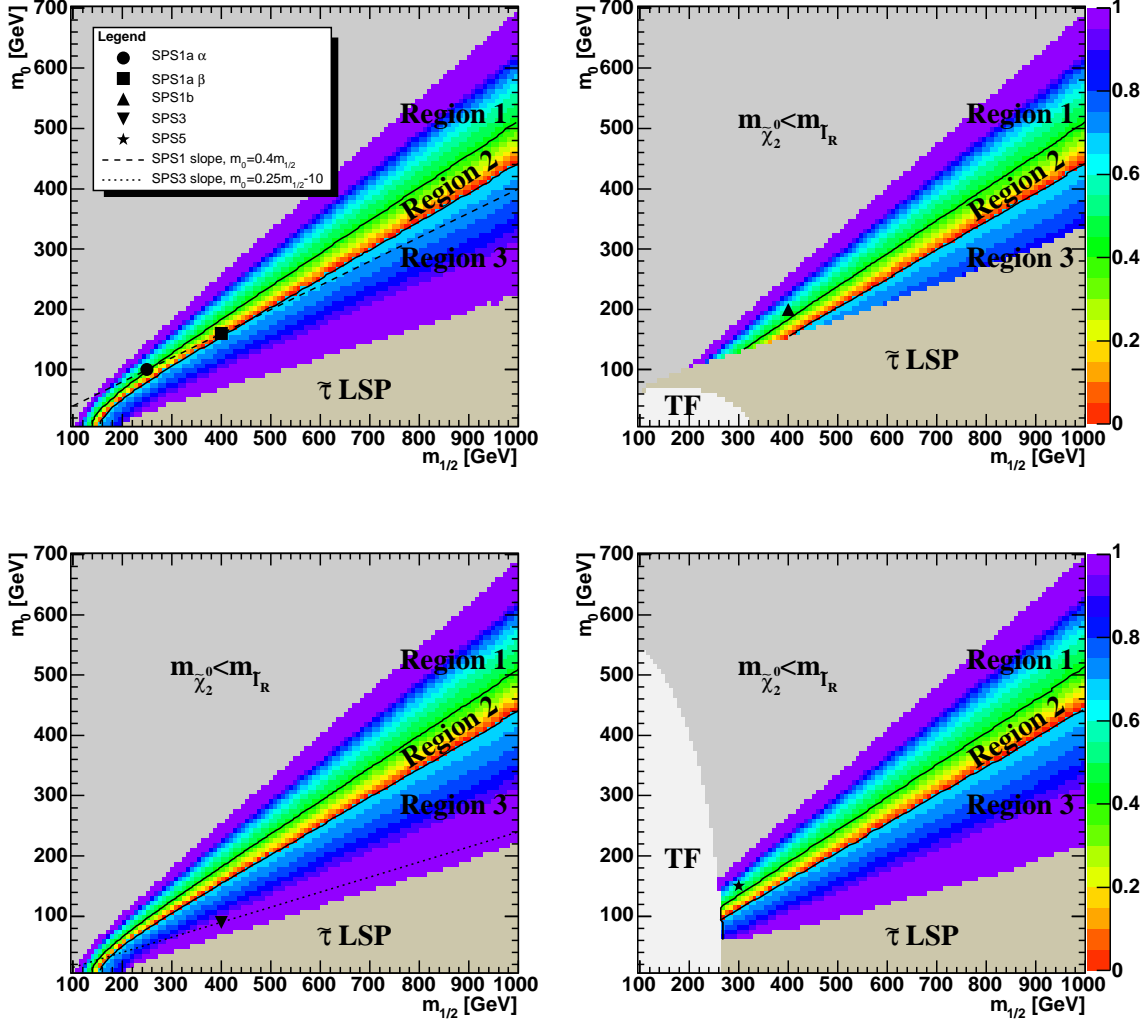 m0 [GeV]
700
600
500
400
300
200
100
Legend
SPS1a α
SPS1a β
SPS1b
SPS3
SPS5
SPS1 slope, m0=0.4m1/2
SPS3 slope, m0=0.25m1/2-10
Region 1
Region 2
Region 3
τ̃ LSP
100 200 300 400 500 600 700 800 900 1000
m1/2 [GeV]
m0 [GeV]
700
600
500
400
300
200
100
mχ̃20<ml̃R
Region 1
Region 2
Region 3
τ̃ LSP
TF
100 200 300 400 500 600 700 800 900 1000
m1/2 [GeV]
1
0.8
0.6
0.4
0.2
0
m0 [GeV]
700
600
500
400
300
200
100
mχ̃20<ml̃R
Region 1
Region 2
Region 3
τ̃ LSP
100 200 300 400 500 600 700 800 900 1000
m1/2 [GeV]
m0 [GeV]
700
600
500
400
300
200
100
mχ̃20<ml̃R
Region 1
Region 2
Region 3
TF
τ̃ LSP
100 200 300 400 500 600 700 800 900 1000
m1/2 [GeV]
1
0.8
0.6
0.4
0.2
0